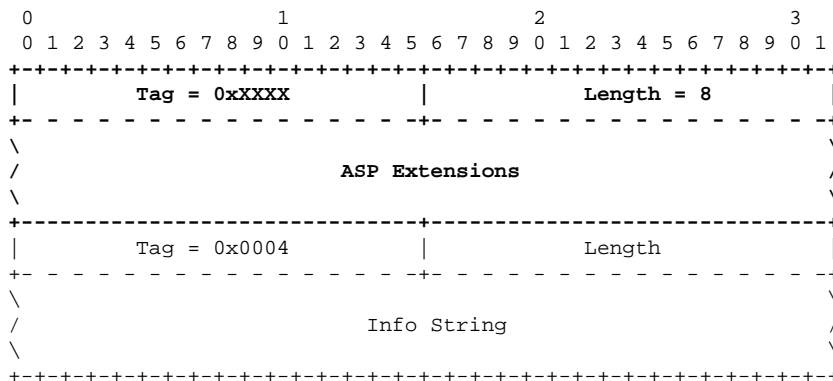 0                   1                   2                   3
0 1 2 3 4 5 6 7 8 9 0 1 2 3 4 5 6 7 8 9 0 1 2 3 4 5 6 7 8 9 0 1
+-+-+-+-+-+-+-+-+-+-+-+-+-+-+-+-+-+-+-+-+-+-+-+-+-+-+-+-+-+-+-+-+
|         Tag = 0xXXXX          |            Length = 8         |
+- - - - - - - - - - - - - - - -+- - - - - - - - - - - - - - - -+
\                                                               \
/                         ASP Extensions                        /
\                                                               \
+-------------------------------+-------------------------------+
|         Tag = 0x0004          |            Length             |
+- - - - - - - - - - - - - - - -+- - - - - - - - - - - - - - - -+
\                                                               \
/                           Info String                         /
\                                                               \
+-+-+-+-+-+-+-+-+-+-+-+-+-+-+-+-+-+-+-+-+-+-+-+-+-+-+-+-+-+-+-+-+